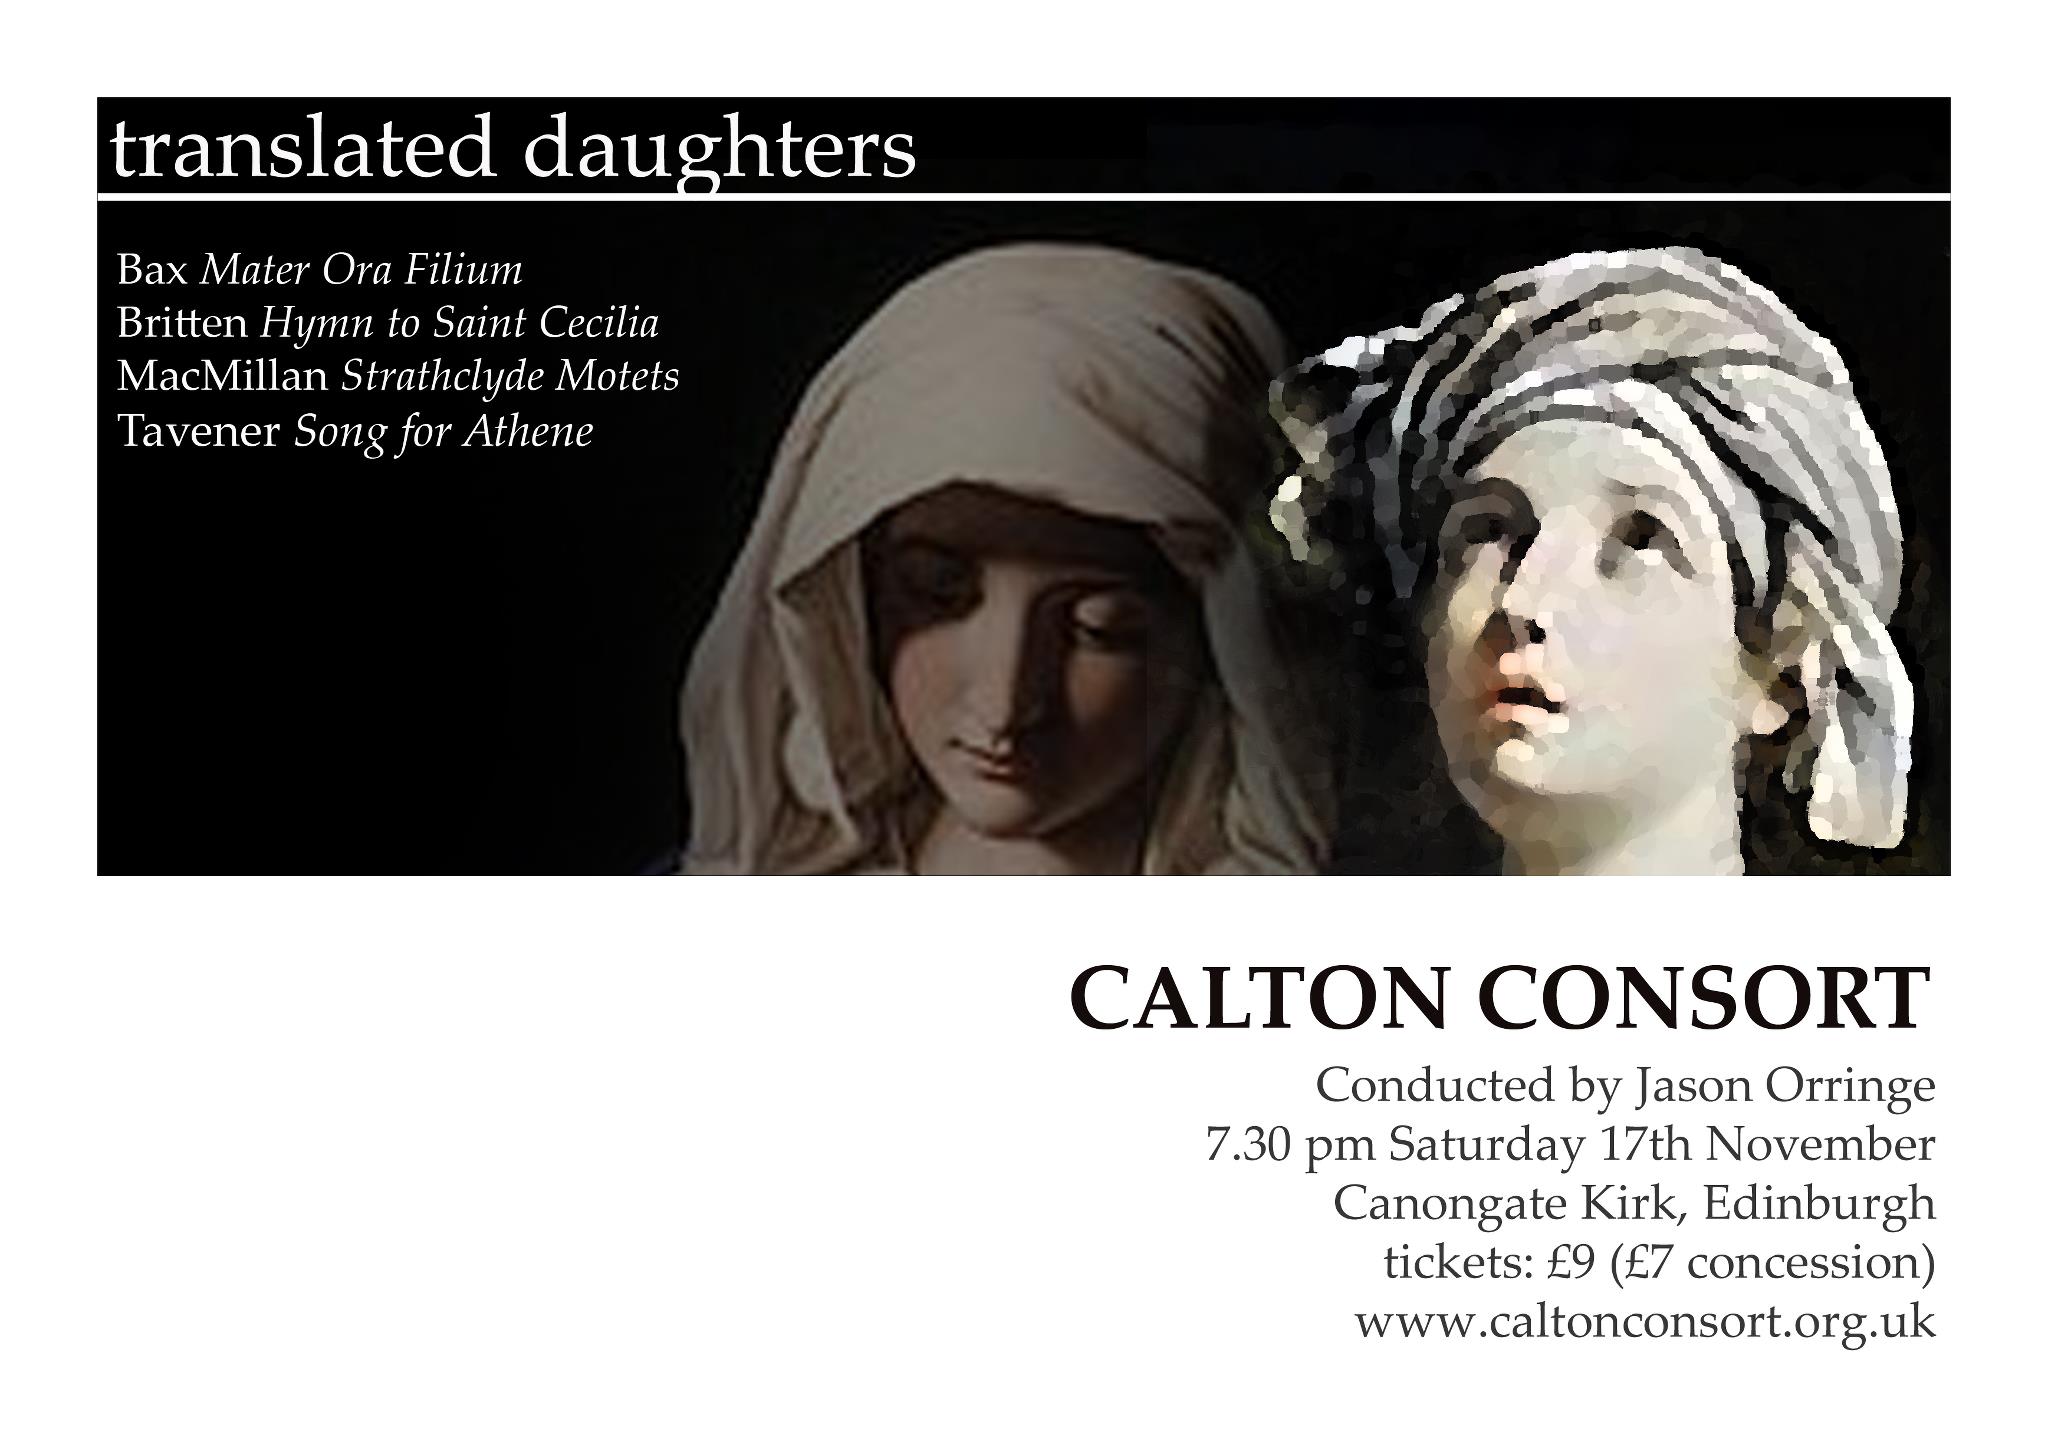 translated daughters
Bax Mater Ora Filium
Britten Hymn to Saint Cecilia
MacMillan Strathclyde Motets
Tavener Song for Athene
CALTON CONSORT
Conducted by Jason Orringe
7.30 pm Saturday 17th November
Canongate Kirk, Edinburgh
tickets: £9 (£7 concession)
www.caltonconsort.org.uk